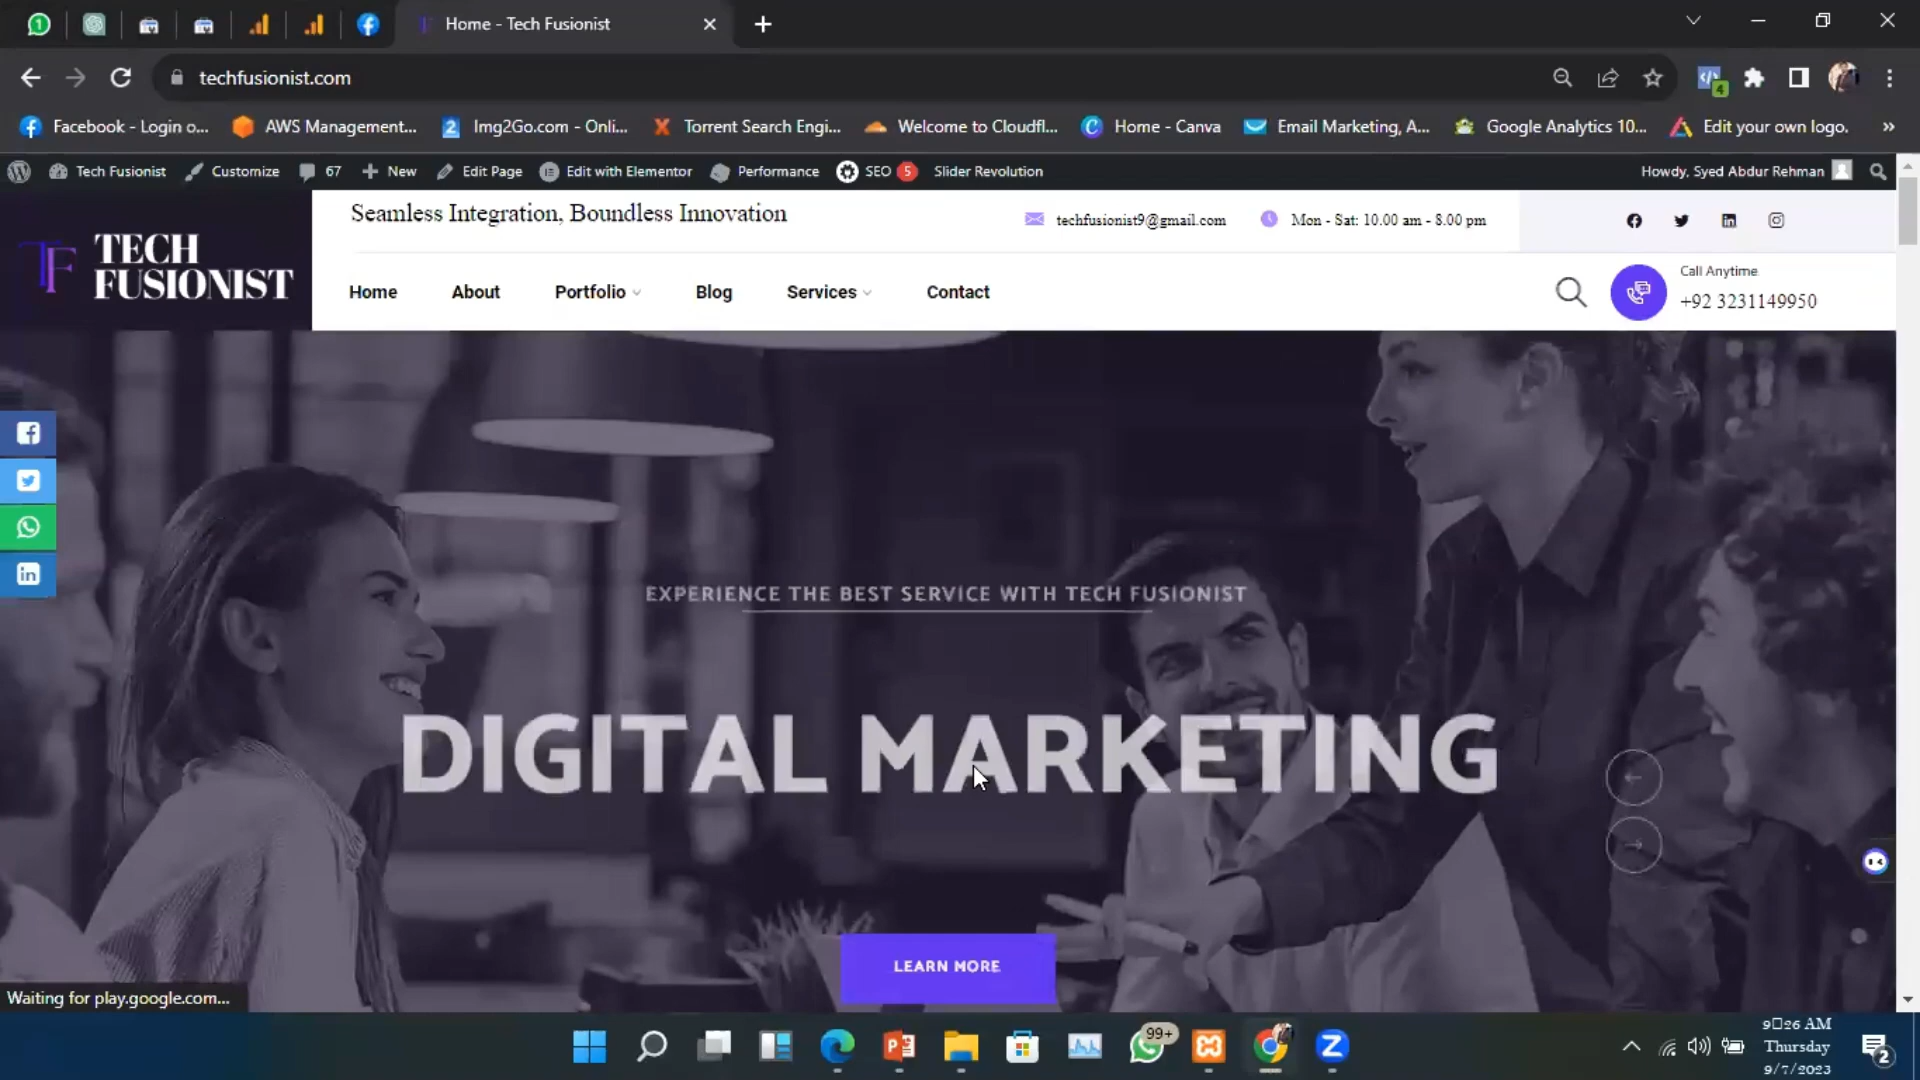 1
Home - Tech Fusionist
techfusionist.com
4
Facebook - Login o...
AWS Management...
2
Img2Go.com - Onli...
Torrent Search Engi...
Welcome to Cloudfl...
Home - Canva
Email Marketing, A...
Google Analytics 10...
Edit your own logo.
Tech Fusionist
Customize
67
New
Edit Page
Edit with Elementor
Performance
SEO 5
Slider Revolution
Howdy, Syed Abdur Rehman
TF TECH
FUSIONIST
Seamless Integration, Boundless Innovation
techfusionist9@gmail.com
Mon - Sat: 10.00 am - 8.00 pm
Home
About
Portfolio
Blog
Services
Contact
Call Anytime
+92 3231149950
EXPERIENCE THE BEST SERVICE WITH TECH FUSIONIST
DIGITAL MARKETING
LEARN MORE
Waiting for play.google.com...
99+
9:26 AM
Thursday
9/7/2023
2